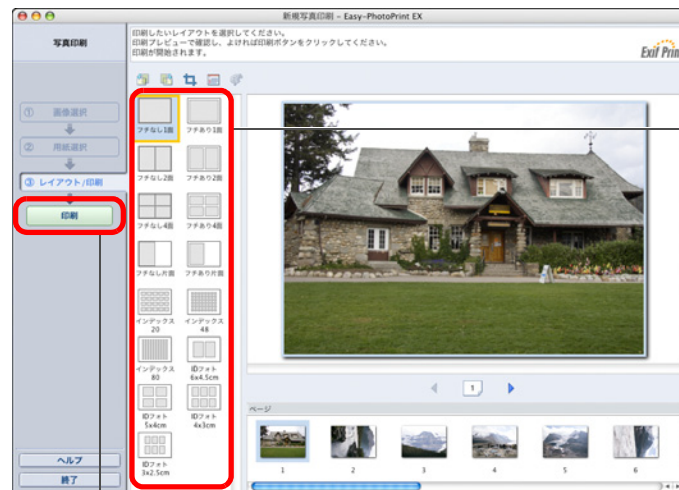 新規写真印刷 - Easy-PhotoPrint EX
写真印刷
印刷したいレイアウトを選択してください。
印刷プレビューで確認し、よければ印刷ボタンをクリックしてください。
印刷が開始されます。
Exif Prin
① 画像選択
② 用紙選択
③ レイアウト/印刷
印刷
フチなし1面 フチあり1面
フチなし2面 フチあり2面
フチなし4面 フチあり4面
フチなし片面 フチあり片面
インデックス 20
インデックス 48
インデックス 80
IDフォト 6x4.5cm
IDフォト 5x4cm
IDフォト 4x3cm
IDフォト 3x2.5cm
1
ページ
1 2 3 4 5 6
ヘルプ
終了